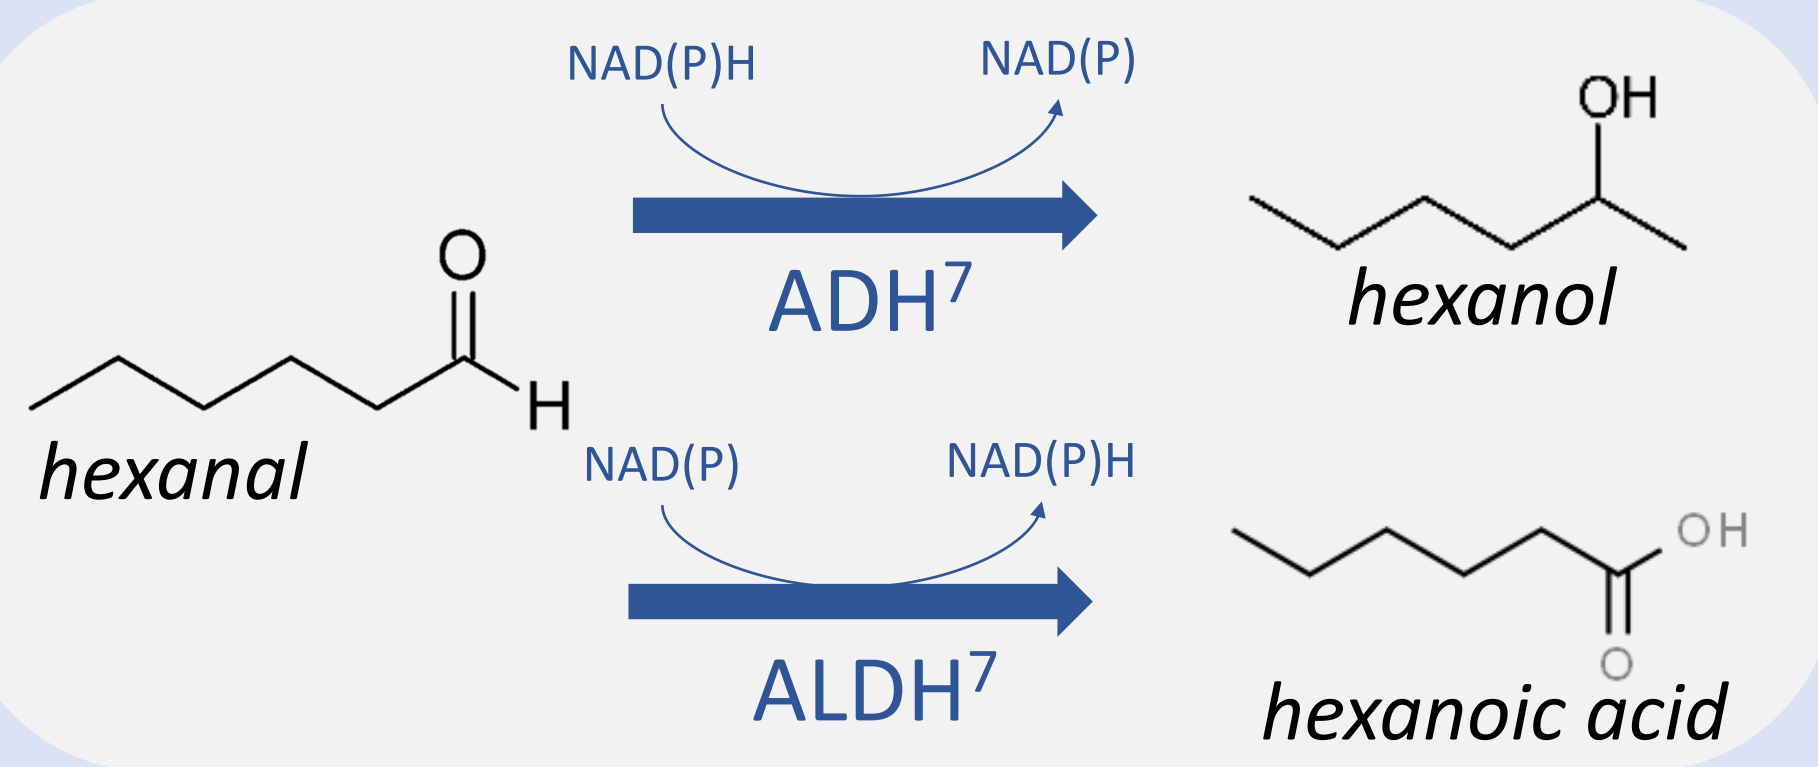 NAD(P)H
NAD(P)
OH
ADH⁷
hexanol
O
H
hexanal
NAD(P)
NAD(P)H
OH
ALDH⁷
O
hexanoic acid